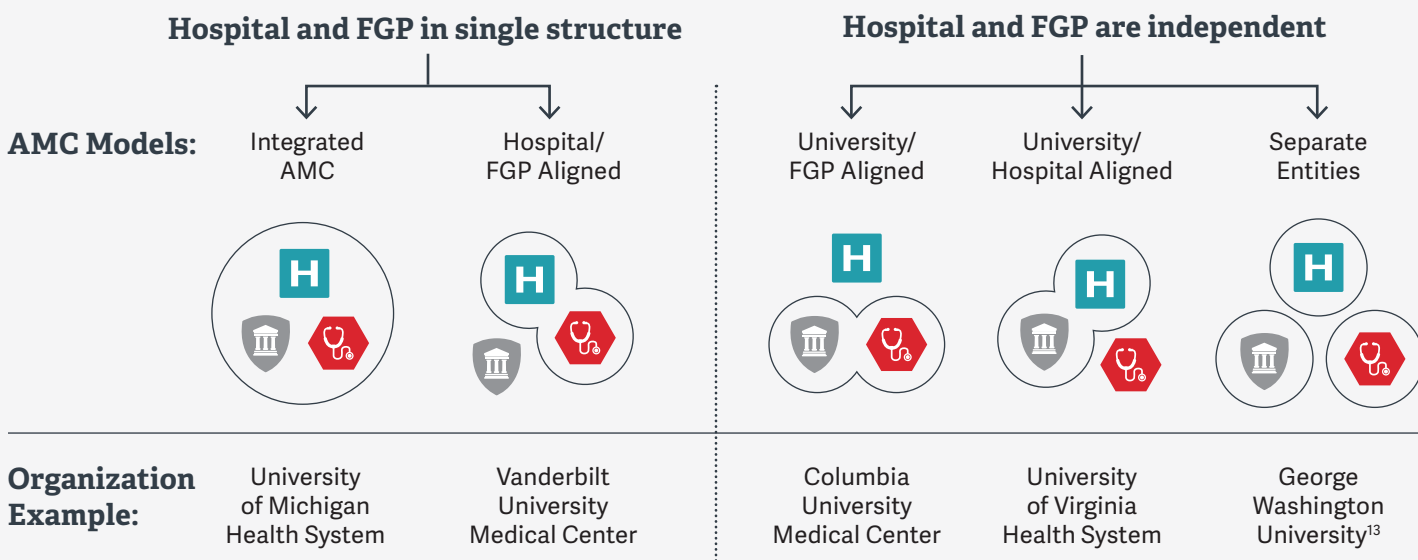 Hospital and FGP in single structure
Hospital and FGP are independent
AMC Models:
Integrated
AMC
Hospital/
FGP Aligned
University/
FGP Aligned
University/
Hospital Aligned
Separate
Entities
H
H
H
H
H
Organization
Example:
University
of Michigan
Health System
Vanderbilt
University
Medical Center
Columbia
University
Medical Center
University
of Virginia
Health System
George
Washington
University¹³